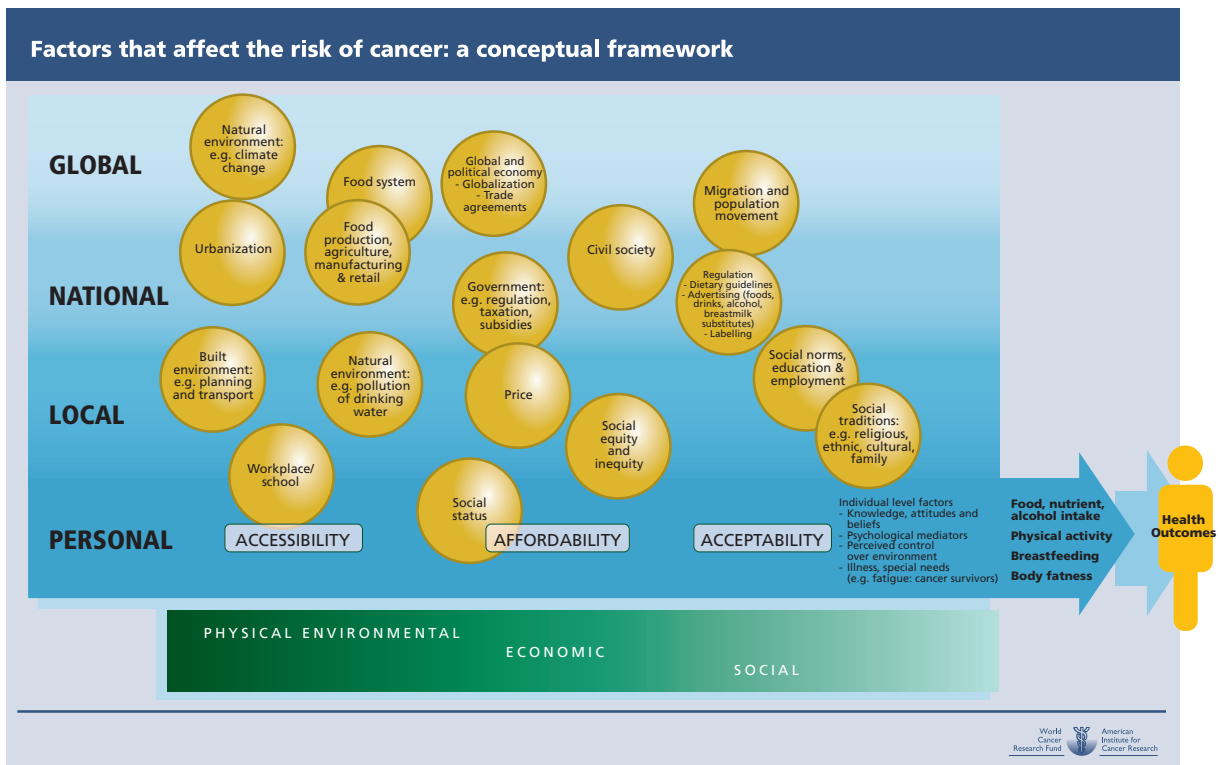 Factors that affect the risk of cancer: a conceptual framework
GLOBAL
Natural
environment:
e.g. climate
change
Food system
Global and
political economy
- Globalization
- Trade
agreements
Migration and
population
movement
NATIONAL
Urbanization
Food
production,
agriculture,
manufacturing
& retail
Government:
e.g. regulation,
taxation,
subsidies
Civil society
Regulation
- Dietary guidelines
- Advertising (foods,
drinks, alcohol,
breastmilk
substitutes)
- Labelling
LOCAL
Built
environment:
e.g. planning
and transport
Natural
environment:
e.g. pollution
of drinking
water
Price
Social
equity
and
inequity
Social norms,
education &
employment
Social
traditions:
e.g. religious,
ethnic, cultural,
family
Workplace/
school
Social
status
PERSONAL
ACCESSIBILITY
AFFORDABILITY
ACCEPTABILITY
Individual level factors
- Knowledge, attitudes and
beliefs
- Psychological mediators
- Perceived control
over environment
- Illness, special needs
(e.g. fatigue: cancer survivors)
Food, nutrient,
alcohol intake
Physical activity
Breastfeeding
Body fatness
Health
Outcomes
PHYSICAL ENVIRONMENTAL
ECONOMIC
SOCIAL
World
Cancer
Research Fund
American
Institute for
Cancer Research